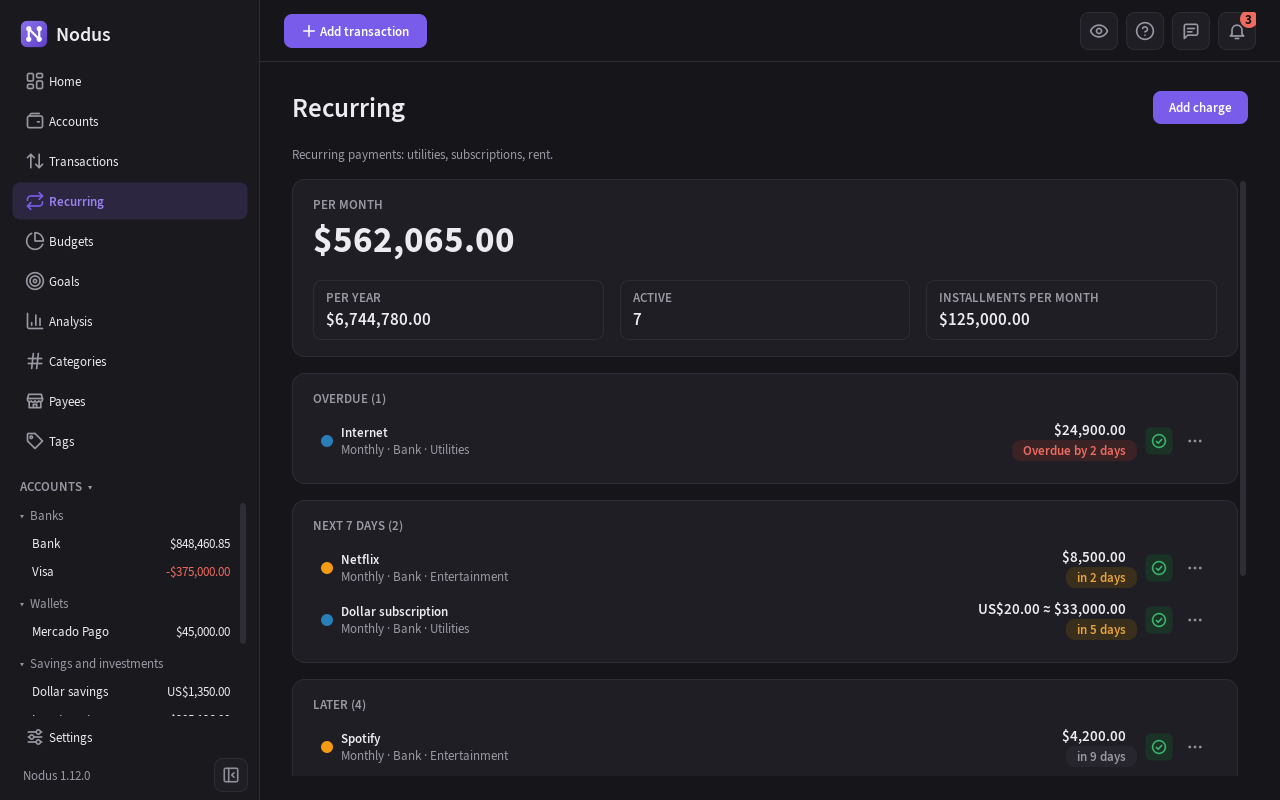 Nodus
Home
Accounts
Transactions
Recurring
Budgets
Goals
Analysis
Categories
Payees
Tags
ACCOUNTS
Banks
Bank $848,460.85
Visa -$375,000.00
Wallets
Mercado Pago $45,000.00
Savings and investments
Dollar savings US$1,350.00
Settings
Nodus 1.12.0
Add transaction
3
Recurring
Add charge
Recurring payments: utilities, subscriptions, rent.
PER MONTH
$562,065.00
PER YEAR
$6,744,780.00
ACTIVE
7
INSTALLMENTS PER MONTH
$125,000.00
OVERDUE (1)
Internet
Monthly · Bank · Utilities
$24,900.00
Overdue by 2 days
NEXT 7 DAYS (2)
Netflix
Monthly · Bank · Entertainment
$8,500.00
in 2 days
Dollar subscription
Monthly · Bank · Utilities
US$20.00 ≈ $33,000.00
in 5 days
LATER (4)
Spotify
Monthly · Bank · Entertainment
$4,200.00
in 9 days